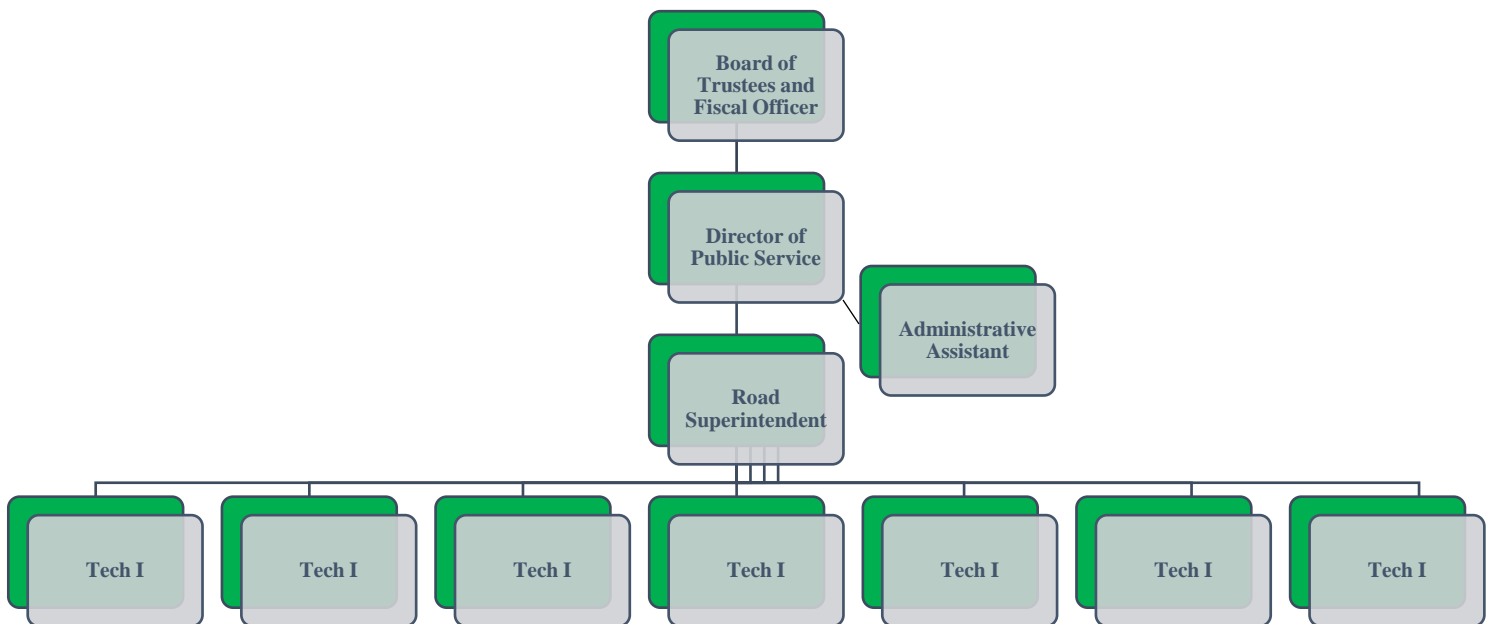 Board of
Trustees and
Fiscal Officer
Director of
Public Service
Administrative
Assistant
Road
Superintendent
Tech I
Tech I
Tech I
Tech I
Tech I
Tech I
Tech I